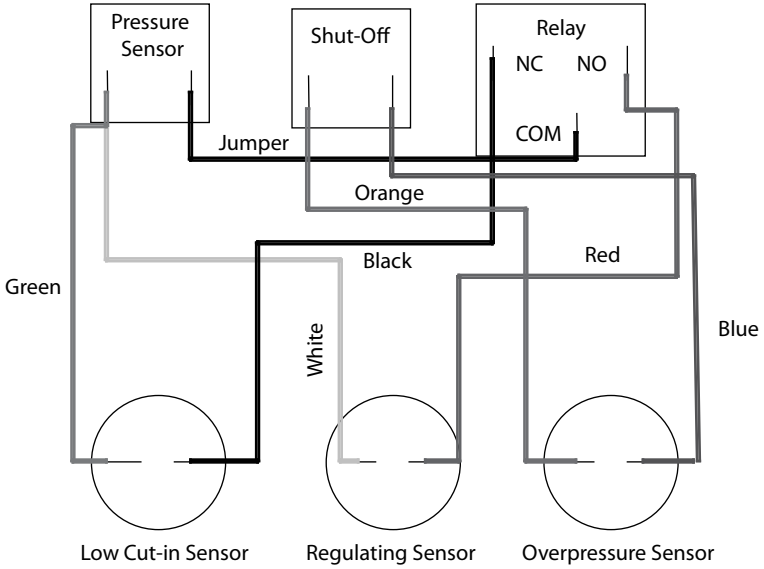 Pressure
Sensor
Shut-Off
Relay
NC NO
COM
Jumper
Orange
Black
Red
Green
White
Blue
Low Cut-in Sensor
Regulating Sensor
Overpressure Sensor